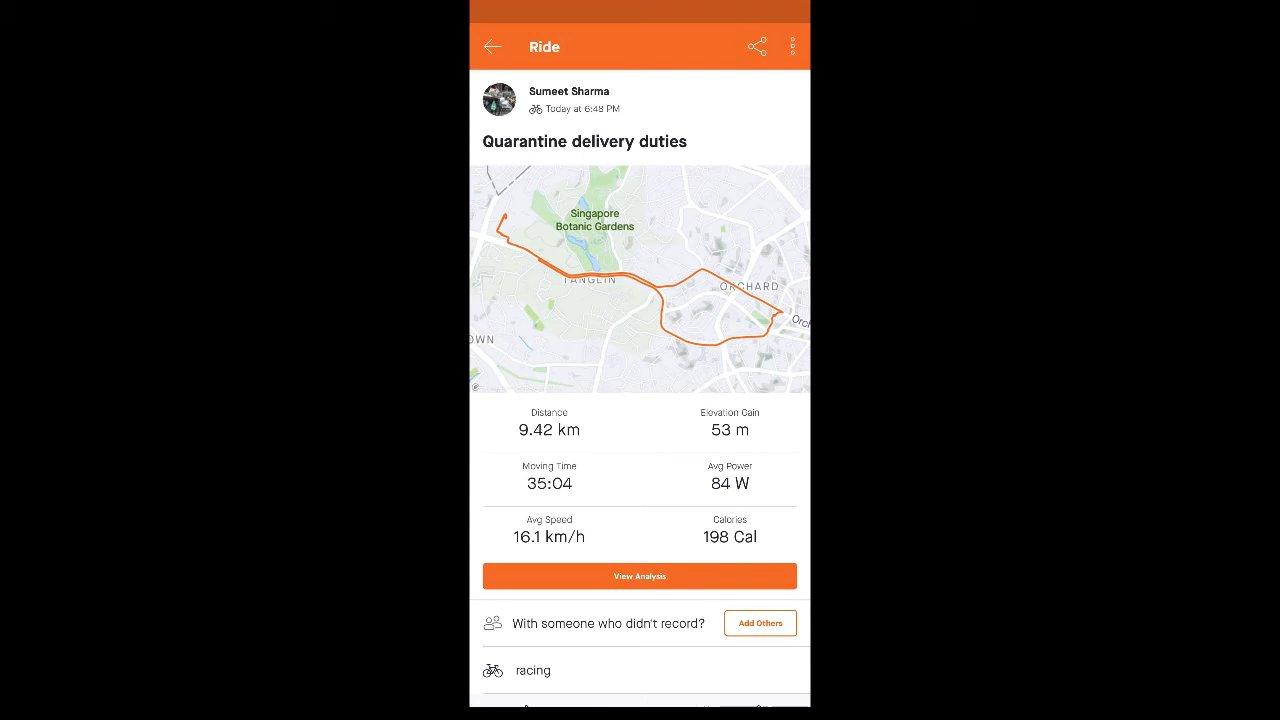 Ride
Sumeet Sharma
Today at 6:48 PM
Quarantine delivery duties
Singapore
Botanic Gardens
TANGLIN
ORCHARD
Orc
OWN
Distance
9.42 km
Elevation Gain
53 m
Moving Time
35:04
Avg Power
84 W
Avg Speed
16.1 km/h
Calories
198 Cal
View Analysis
With someone who didn't record?
Add Others
racing